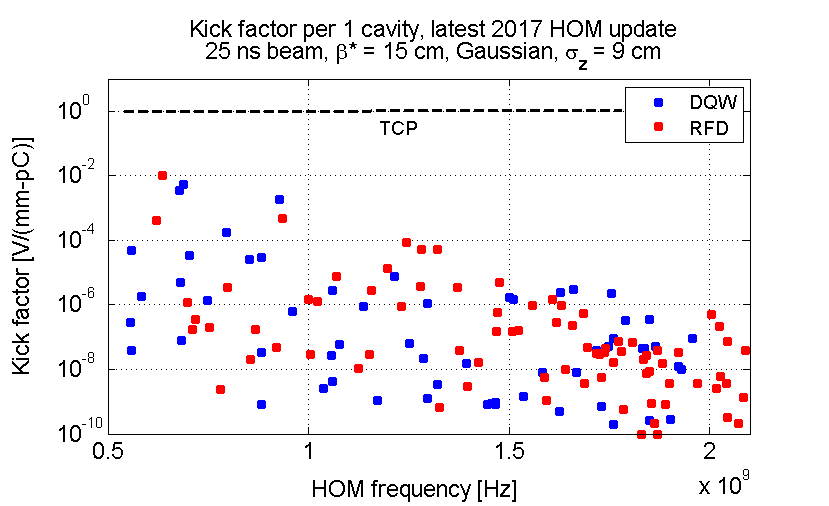 Kick factor per 1 cavity, latest 2017 HOM update
25 ns beam, β* = 15 cm, Gaussian, σz = 9 cm
Kick factor [V/(mm-pC)]
10^0
10^-2
10^-4
10^-6
10^-8
10^-10
TCP
DQW
RFD
0.5 1 1.5 2
x 10^9
HOM frequency [Hz]